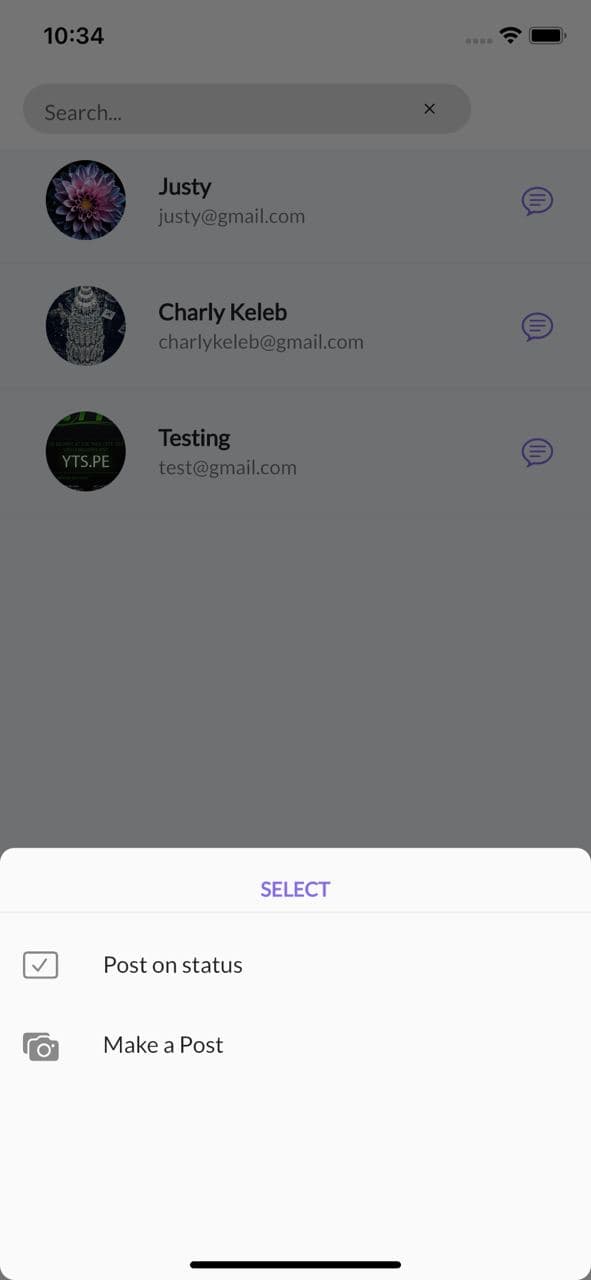 10:34
Search...
Justy
justy@gmail.com
Charly Keleb
charlykeleb@gmail.com
YTS.PE
Testing
test@gmail.com
SELECT
Post on status
Make a Post